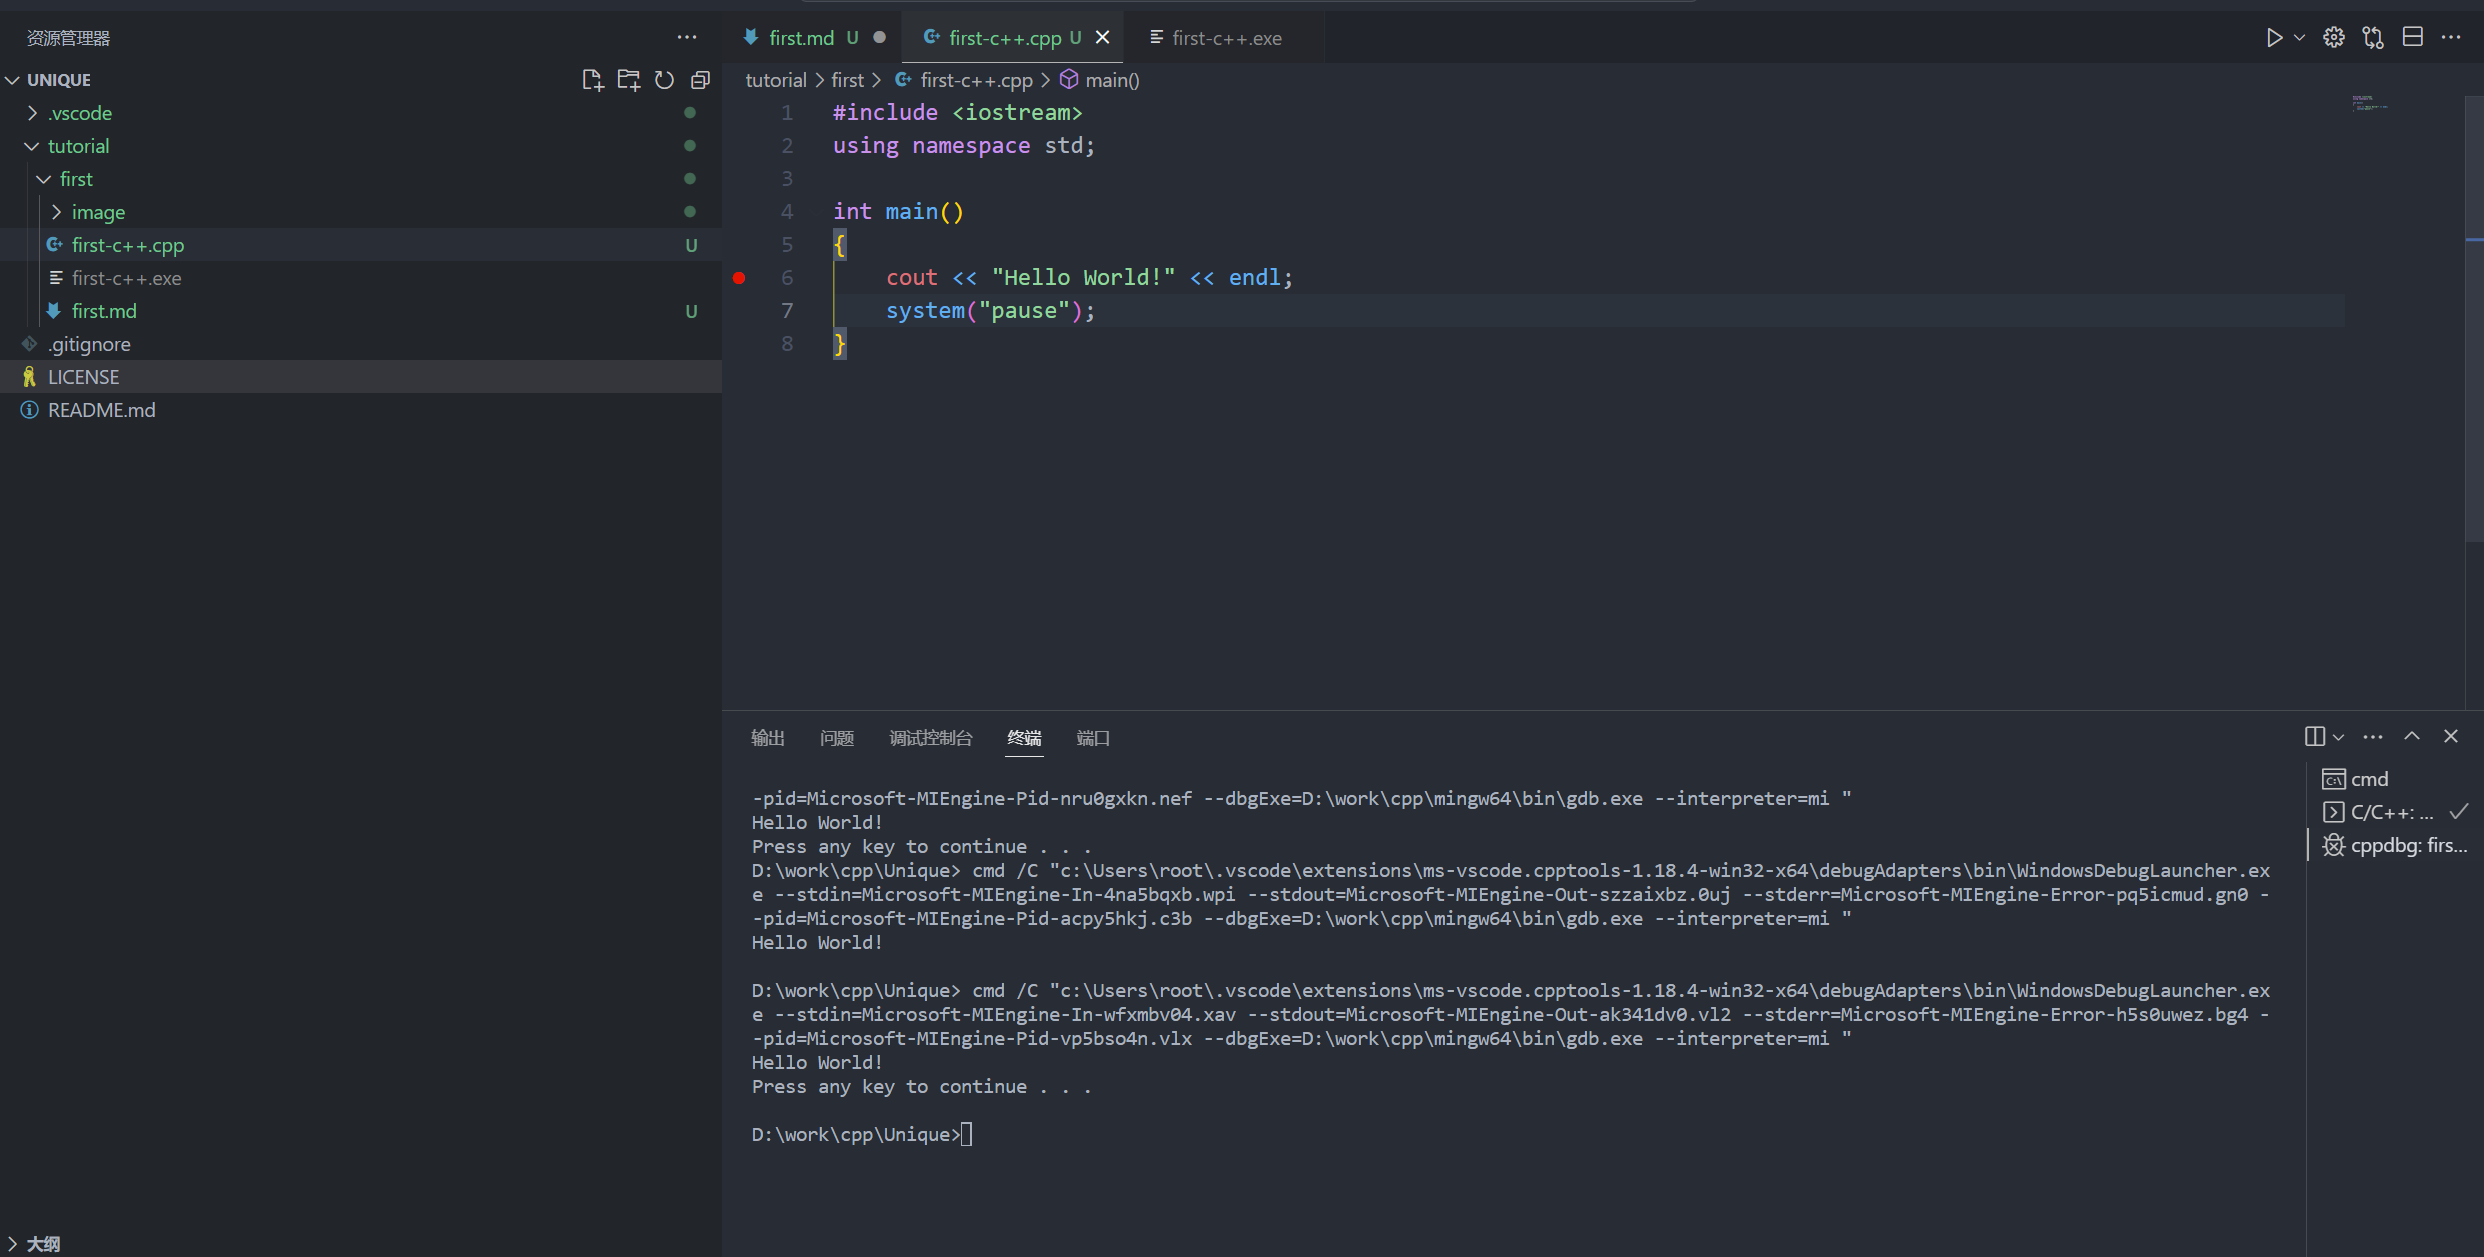 资源管理器
UNIQUE
.vscode
tutorial
first
image
first-c++.cpp U
first-c++.exe
first.md U
.gitignore
LICENSE
README.md
大纲
first.md U
first-c++.cpp U
first-c++.exe
tutorial > first > first-c++.cpp > main()
1 #include <iostream>
2 using namespace std;
3
4 int main()
5 {
6 cout << "Hello World!" << endl;
7 system("pause");
8 }
输出 问题 调试控制台 终端 端口
-pid=Microsoft-MIEngine-Pid-nru0gxkn.nef --dbgExe=D:\work\cpp\mingw64\bin\gdb.exe --interpreter=mi "
Hello World!
Press any key to continue . . .
D:\work\cpp\Unique> cmd /C "c:\Users\root\.vscode\extensions\ms-vscode.cpptools-1.18.4-win32-x64\debugAdapters\bin\WindowsDebugLauncher.ex
e --stdin=Microsoft-MIEngine-In-4na5bqxb.wpi --stdout=Microsoft-MIEngine-Out-szzaixbz.0uj --stderr=Microsoft-MIEngine-Error-pq5icmud.gn0 -
-pid=Microsoft-MIEngine-Pid-acpy5hkj.c3b --dbgExe=D:\work\cpp\mingw64\bin\gdb.exe --interpreter=mi "
Hello World!
D:\work\cpp\Unique> cmd /C "c:\Users\root\.vscode\extensions\ms-vscode.cpptools-1.18.4-win32-x64\debugAdapters\bin\WindowsDebugLauncher.ex
e --stdin=Microsoft-MIEngine-In-wfxmbv04.xav --stdout=Microsoft-MIEngine-Out-ak341dv0.vl2 --stderr=Microsoft-MIEngine-Error-h5s0uwez.bg4 -
-pid=Microsoft-MIEngine-Pid-vp5bso4n.vlx --dbgExe=D:\work\cpp\mingw64\bin\gdb.exe --interpreter=mi "
Hello World!
Press any key to continue . . .
D:\work\cpp\Unique>
cmd
C/C++: ...
cppdbg: firs...